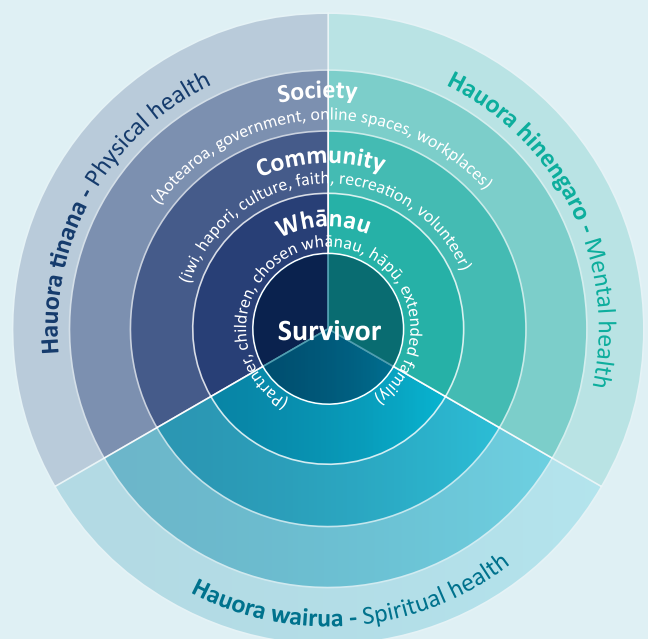 Hauora tinana - Physical health
Hauora hinengaro - Mental health
Society
(Aotearoa, government, online spaces, workplaces)
Community
(iwi, hapori, culture, faith, recreation, volunteer)
Whānau
(Partner, children, chosen whānau, hāpū, extended family)
Survivor
Hauora wairua - Spiritual health